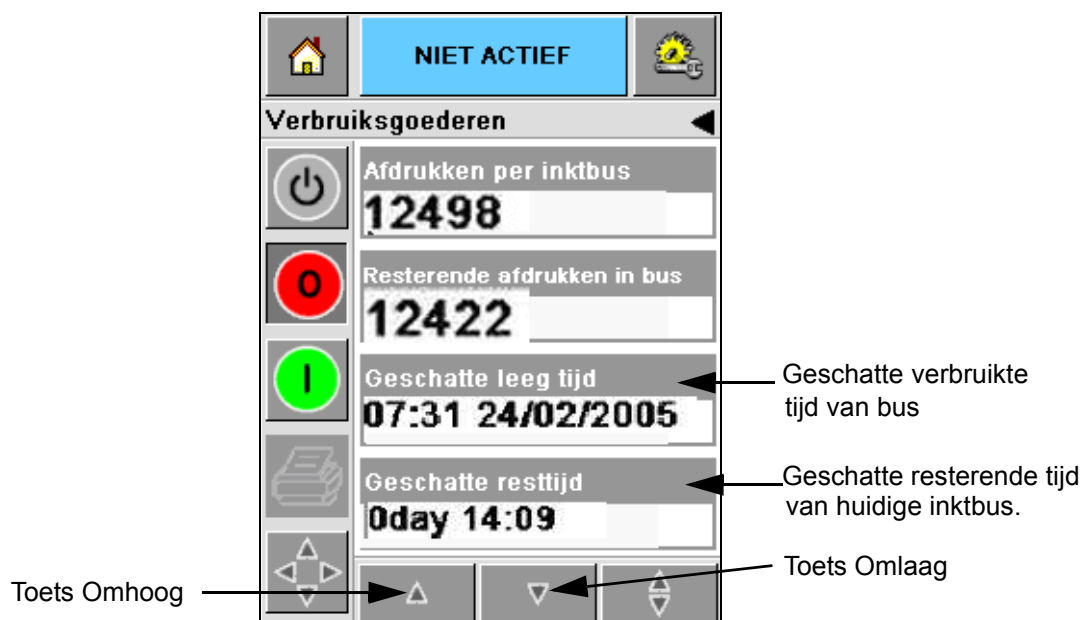 NIET ACTIEF
Verbruiksgoederen
Afdrukken per inktbus
12498
Resterende afdrukken in bus
12422
Geschatte leeg tijd
07:31 24/02/2005
Geschatte resttijd
0day 14:09
Geschatte verbruikte
tijd van bus
Geschatte resterende tijd
van huidige inktbus.
Toets Omhoog
Toets Omlaag